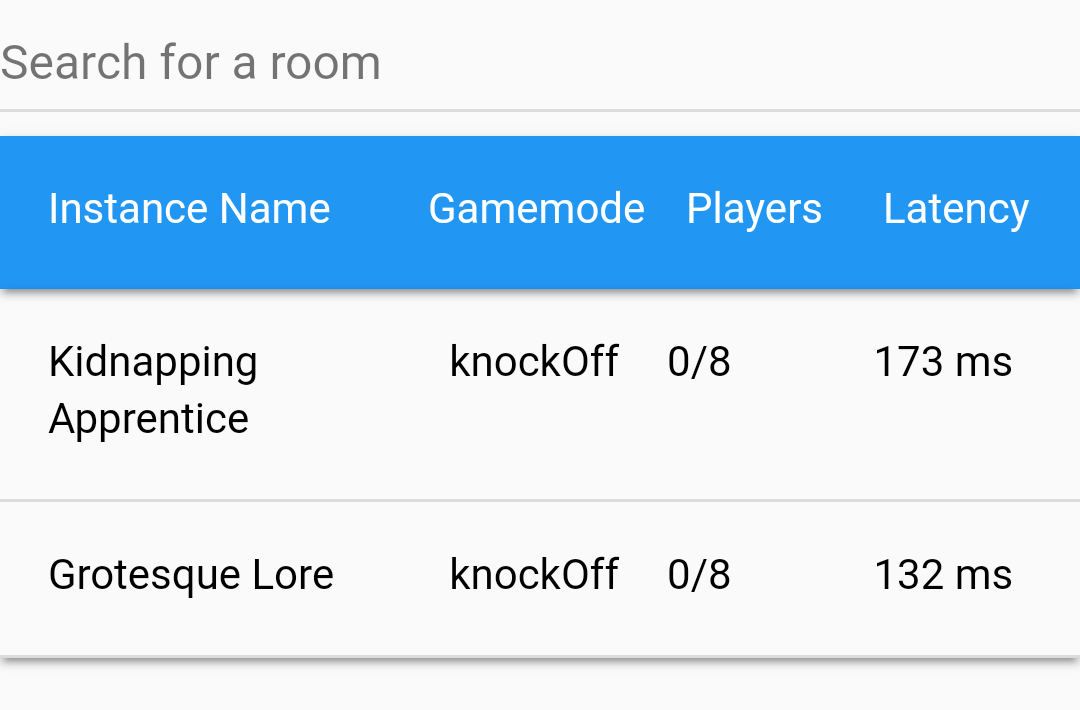 Search for a room
Instance Name Gamemode Players Latency
Kidnapping knockOff 0/8 173 ms
Apprentice
Grotesque Lore knockOff 0/8 132 ms